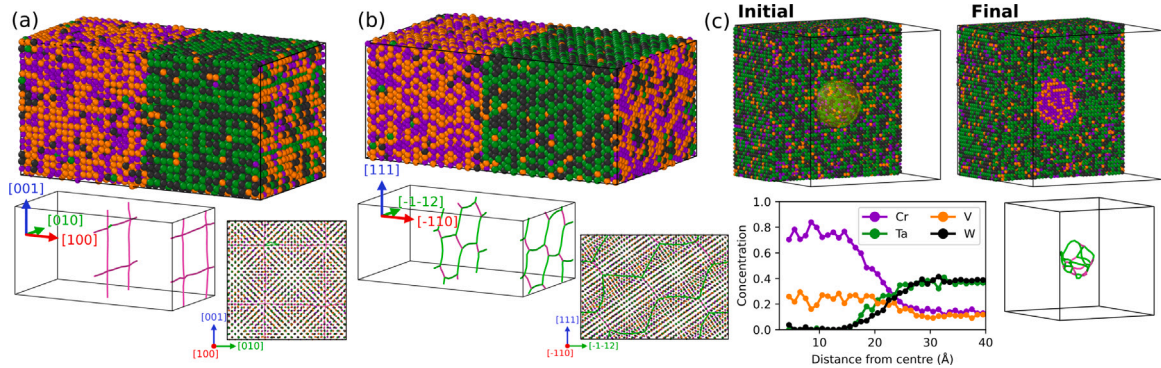 (a)
[001]
[010]
[100]
[001]
[100]
[010]
(b)
[111]
[-1-12]
[-110]
[111]
[-110]
[-1-12]
(c)
Initial
Final
Concentration
1.0
0.8
0.6
0.4
0.2
0.0
Cr
V
Ta
W
10
20
30
40
Distance from centre (Å)